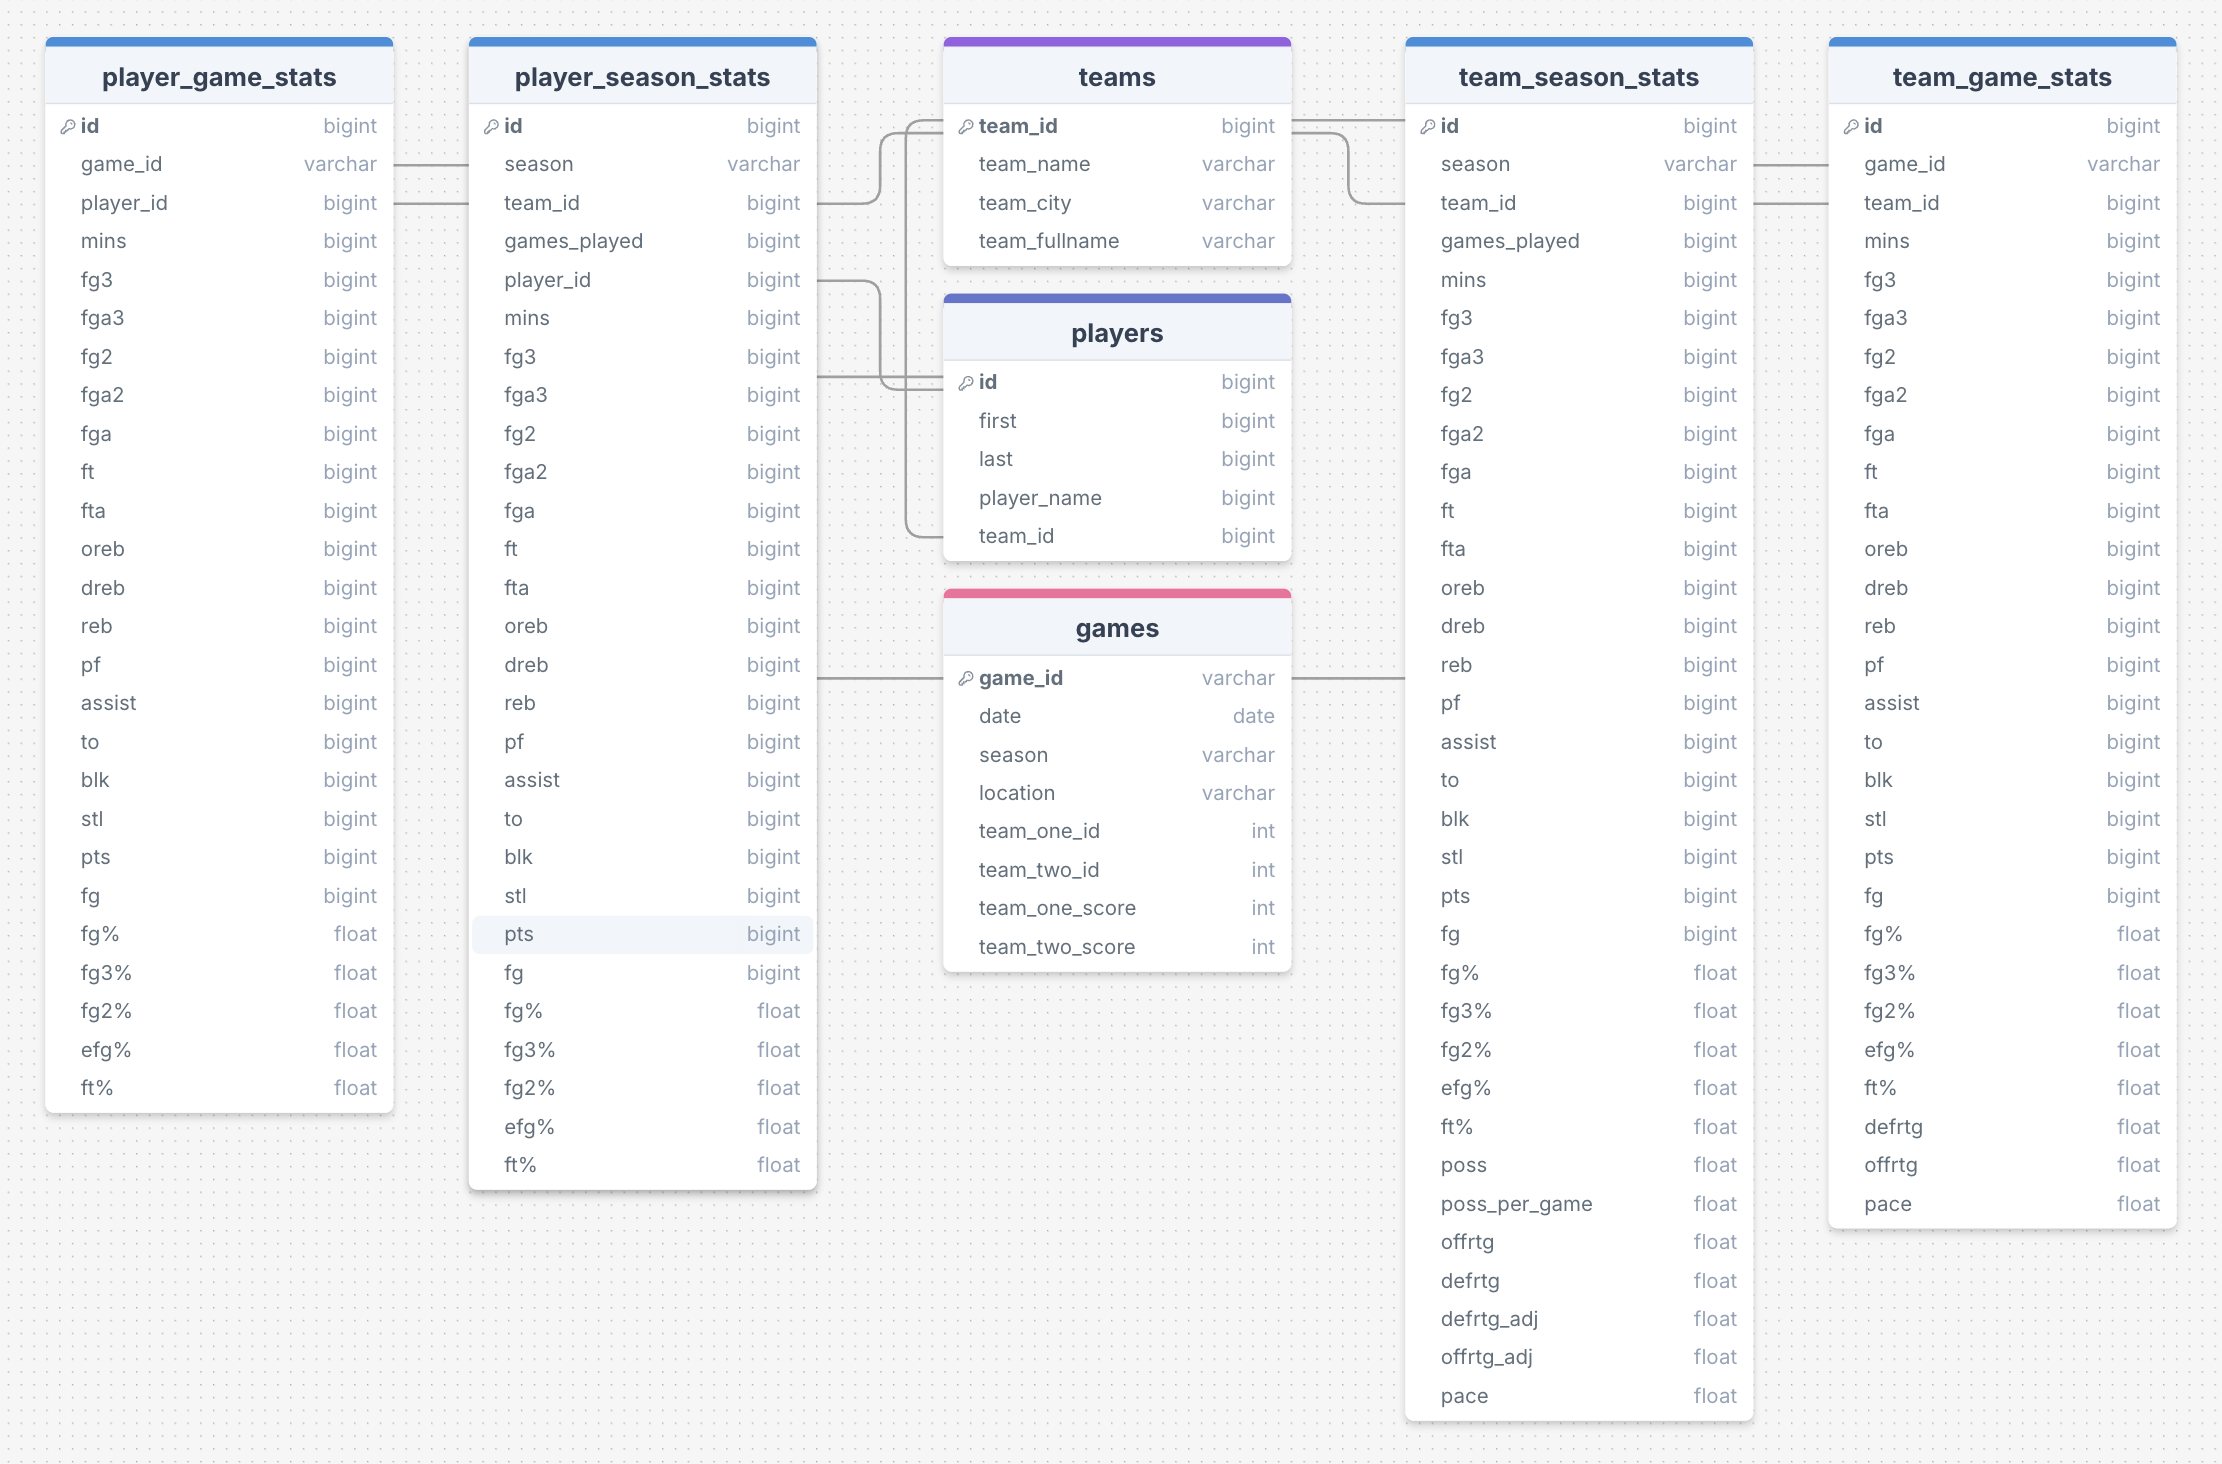 player_game_stats
id bigint
game_id varchar
player_id bigint
mins bigint
fg3 bigint
fga3 bigint
fg2 bigint
fga2 bigint
fga bigint
ft bigint
fta bigint
oreb bigint
dreb bigint
reb bigint
pf bigint
assist bigint
to bigint
blk bigint
stl bigint
pts bigint
fg bigint
fg% float
fg3% float
fg2% float
efg% float
ft% float
player_season_stats
id bigint
season varchar
team_id bigint
games_played bigint
player_id bigint
mins bigint
fg3 bigint
fga3 bigint
fg2 bigint
fga2 bigint
fga bigint
ft bigint
fta bigint
oreb bigint
dreb bigint
reb bigint
pf bigint
assist bigint
to bigint
blk bigint
stl bigint
pts bigint
fg bigint
fg% float
fg3% float
fg2% float
efg% float
ft% float
teams
team_id bigint
team_name varchar
team_city varchar
team_fullname varchar
players
id bigint
first bigint
last bigint
player_name bigint
team_id bigint
games
game_id varchar
date date
season varchar
location varchar
team_one_id int
team_two_id int
team_one_score int
team_two_score int
team_season_stats
id bigint
season varchar
team_id bigint
games_played bigint
mins bigint
fg3 bigint
fga3 bigint
fg2 bigint
fga2 bigint
fga bigint
ft bigint
fta bigint
oreb bigint
dreb bigint
reb bigint
pf bigint
assist bigint
to bigint
blk bigint
stl bigint
pts bigint
fg bigint
fg% float
fg3% float
fg2% float
efg% float
ft% float
poss float
poss_per_game float
offrtg float
defrtg float
defrtg_adj float
offrtg_adj float
pace float
team_game_stats
id bigint
game_id varchar
team_id bigint
mins bigint
fg3 bigint
fga3 bigint
fg2 bigint
fga2 bigint
fga bigint
ft bigint
fta bigint
oreb bigint
dreb bigint
reb bigint
pf bigint
assist bigint
to bigint
blk bigint
stl bigint
pts bigint
fg bigint
fg% float
fg3% float
fg2% float
efg% float
ft% float
defrtg float
offrtg float
pace float